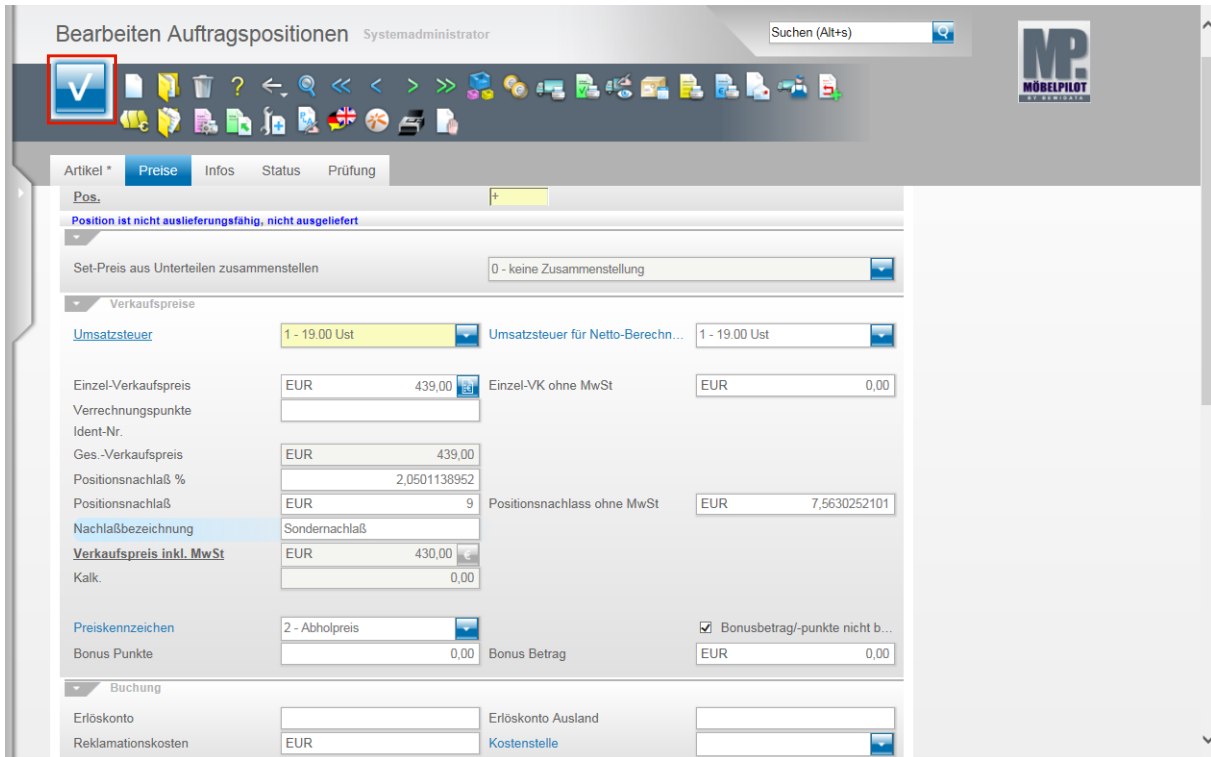 Bearbeiten Auftragspositionen Systemadministrator Suchen (Alt+s)
MP.
MÖBELPILOT
BY SEMIDATA
Artikel * Preise Infos Status Prüfung
Pos. +
Position ist nicht auslieferungsfähig, nicht ausgeliefert
Set-Preis aus Unterteilen zusammenstellen 0 - keine Zusammenstellung
Verkaufspreise
Umsatzsteuer 1 - 19.00 Ust Umsatzsteuer für Netto-Berechn... 1 - 19.00 Ust
Einzel-Verkaufspreis EUR 439,00 Einzel-VK ohne MwSt EUR 0,00
Verrechnungspunkte
Ident-Nr.
Ges.-Verkaufspreis EUR 439,00
Positionsnachlaß % 2,0501138952
Positionsnachlaß EUR 9 Positionsnachlass ohne MwSt EUR 7,5630252101
Nachlaßbezeichnung Sondernachlaß
Verkaufspreis inkl. MwSt EUR 430,00 €
Kalk. 0,00
Preiskennzeichen 2 - Abholpreis Bonusbetrag/-punkte nicht b...
Bonus Punkte 0,00 Bonus Betrag EUR 0,00
Buchung
Erlöskonto Erlöskonto Ausland
Reklamationskosten EUR Kostenstelle